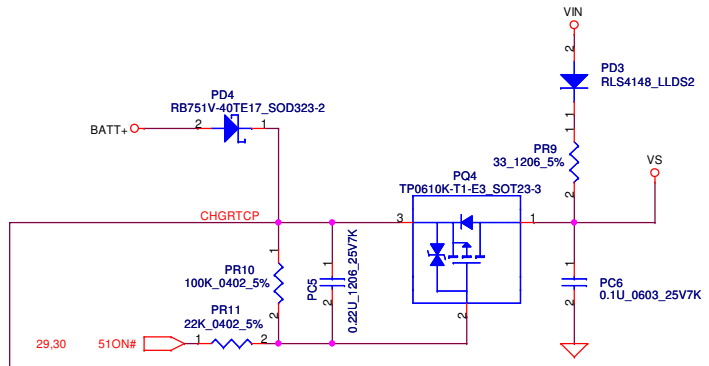 VIN
2
PD3
RLS4148_LLDS2
1
1
PR9
33_1206_5%
2
PD4
RB751V-40TE17_SOD323-2
BATT+
2
1
VS
PQ4
TP0610K-T1-E3_SOT23-3
CHGRTCP
3
1
1
PR10
100K_0402_5%
2
1
PC5
2
0.22U_1206_25V7K
1
PC6
0.1U_0603_25V7K
2
2
PR11
22K_0402_5%
29,30
51ON#
1
2